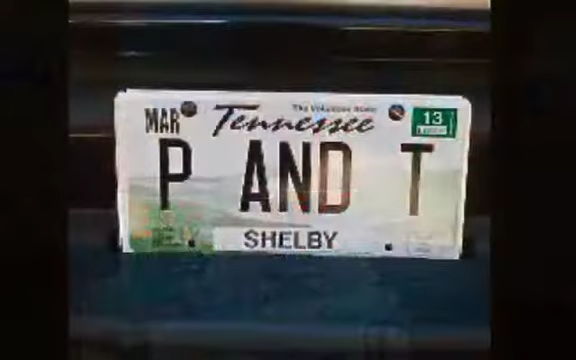 The Volunteer State
MAR Tennessee 13
P AND T
SHELBY